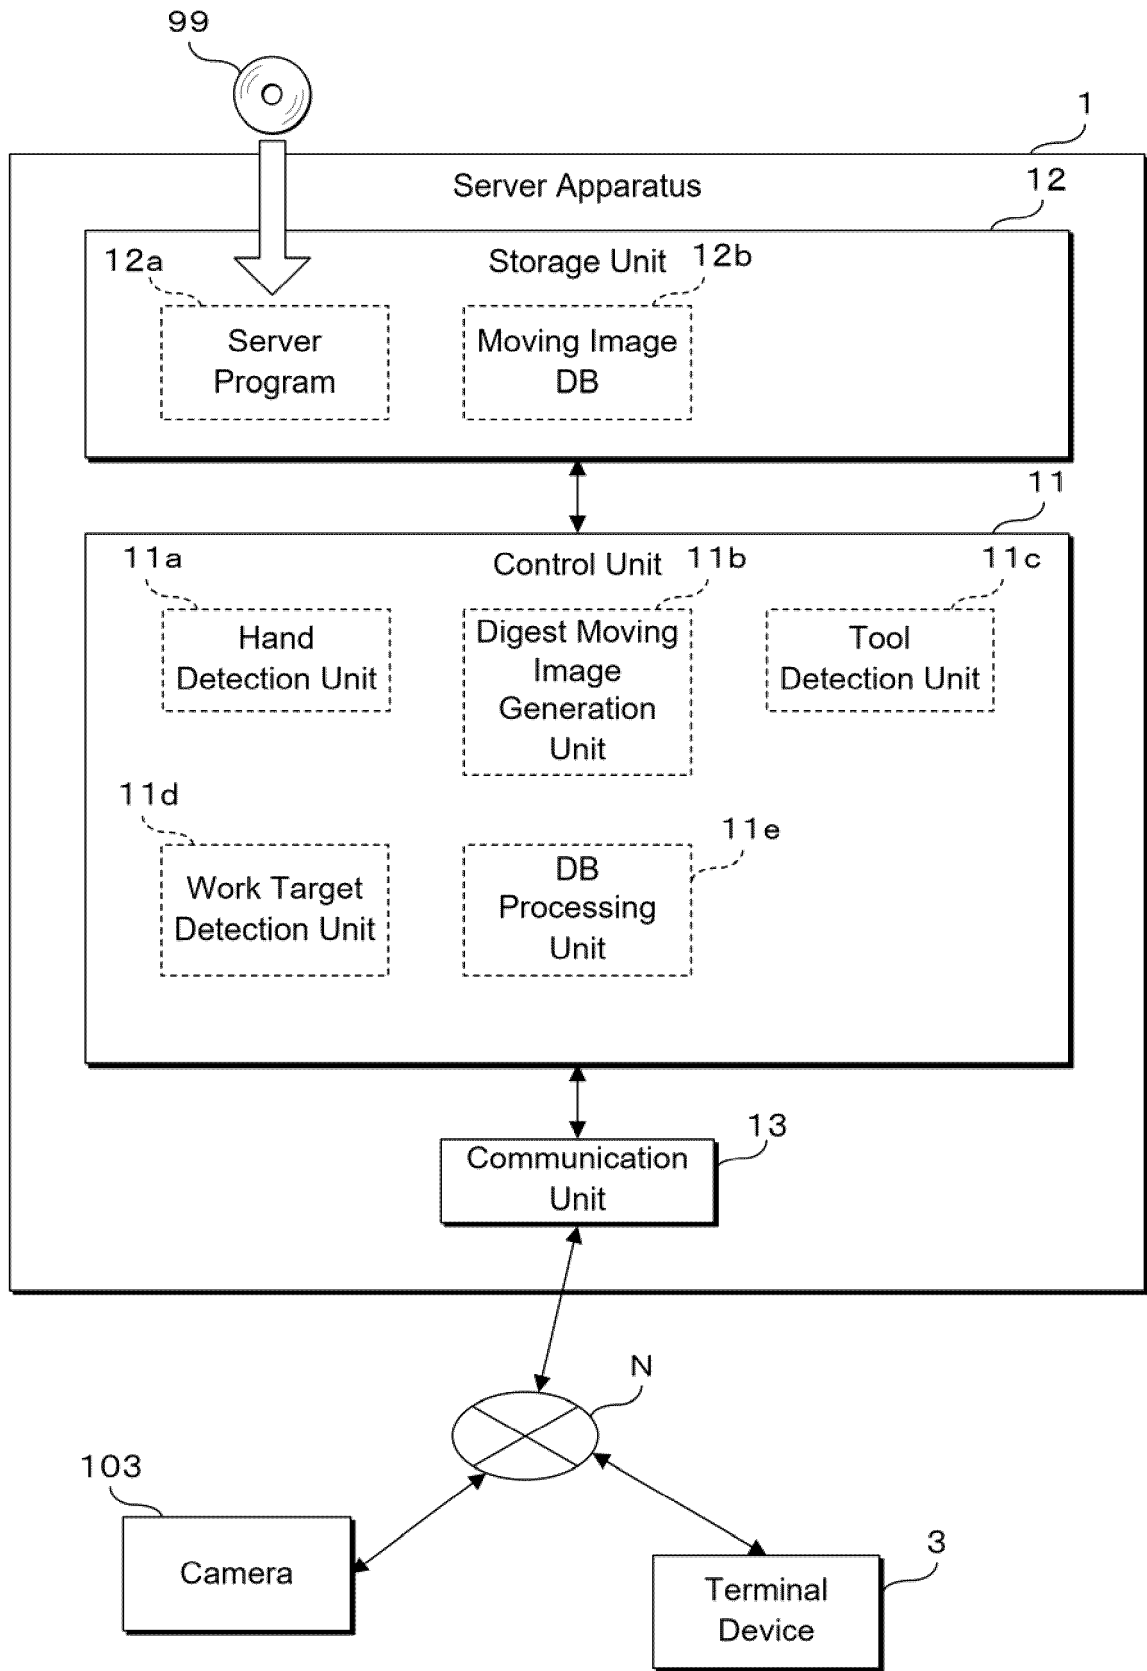 99
1
Server Apparatus
12
Storage Unit
12a
12b
Server
Program
Moving Image
DB
11
Control Unit
11a
11b
11c
Hand
Detection Unit
Digest Moving
Image
Generation
Unit
Tool
Detection Unit
11d
11e
Work Target
Detection Unit
DB
Processing
Unit
13
Communication
Unit
N
103
Camera
3
Terminal
Device